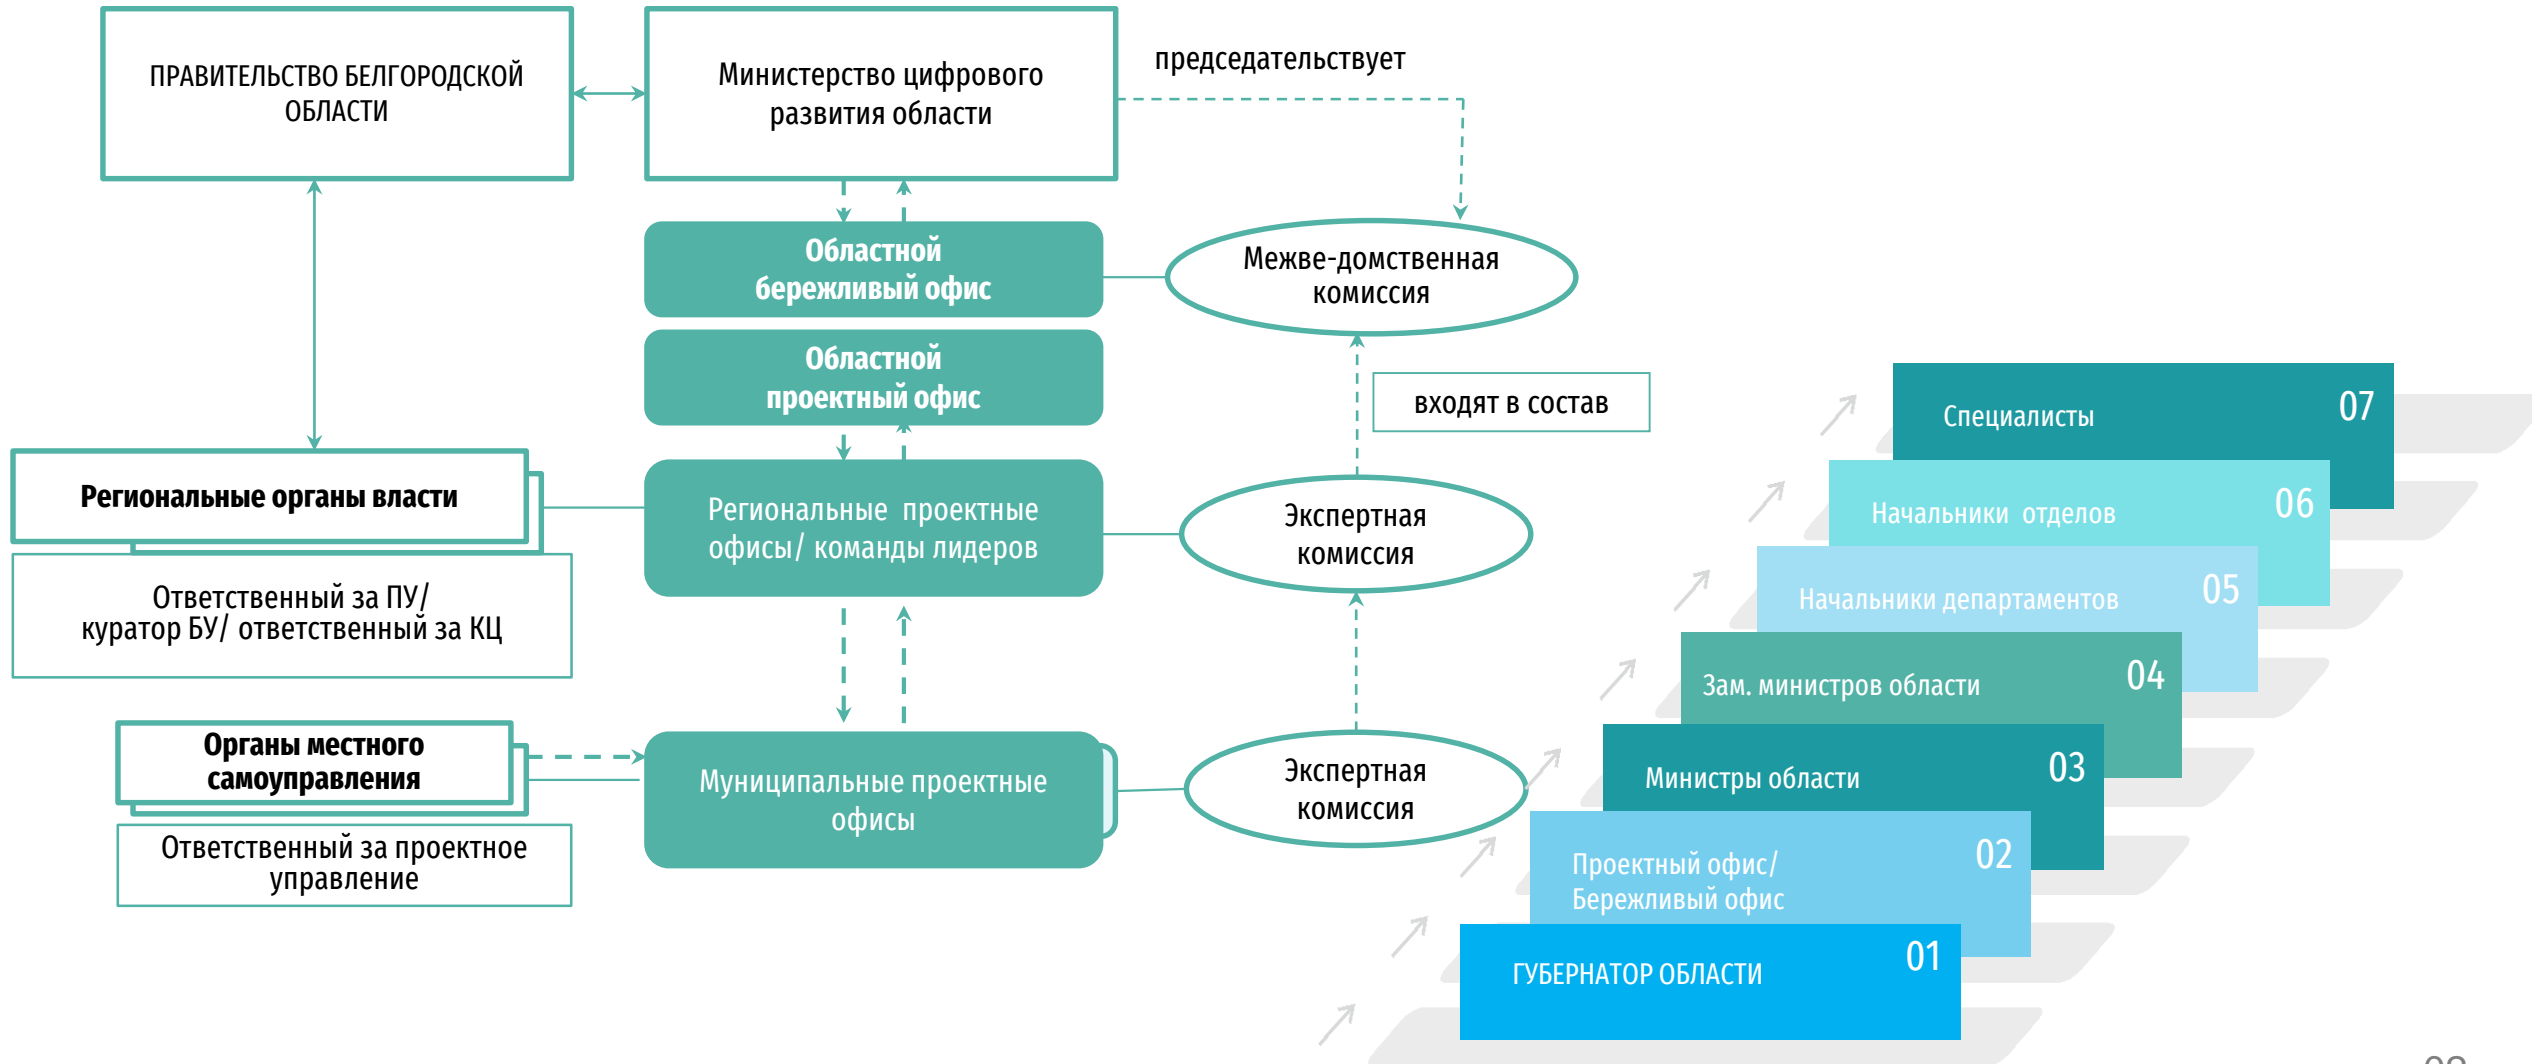 ПРАВИТЕЛЬСТВО БЕЛГОРОДСКОЙ
ОБЛАСТИ
Министерство цифрового
развития области
председательствует
Областной
бережливый офис
Межве-домственная
комиссия
Областной
проектный офис
входят в состав
Региональные органы власти
Региональные проектные
офисы/ команды лидеров
Экспертная
комиссия
Ответственный за ПУ/
куратор БУ/ ответственный за КЦ
Органы местного
самоуправления
Муниципальные проектные
офисы
Экспертная
комиссия
Ответственный за проектное
управление
Специалисты
07
Начальники отделов
06
Начальники департаментов
05
Зам. министров области
04
Министры области
03
Проектный офис/
Бережливый офис
02
ГУБЕРНАТОР ОБЛАСТИ
01